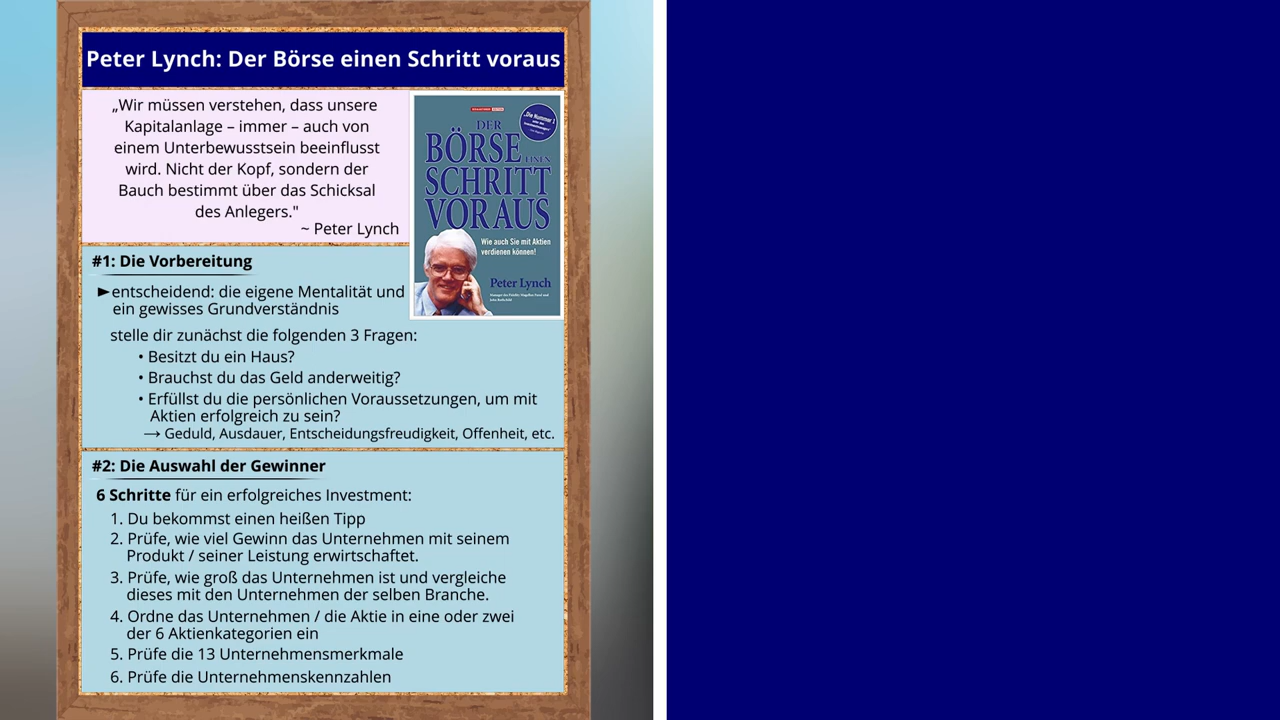 Peter Lynch: Der Börse einen Schritt voraus
„Wir müssen verstehen, dass unsere
Kapitalanlage – immer – auch von
einem Unterbewusstsein beeinflusst
wird. Nicht der Kopf, sondern der
Bauch bestimmt über das Schicksal
des Anlegers."
~ Peter Lynch
DER
BÖRSE EINEN
SCHRITT
VORAUS
Wie auch Sie mit Aktien
verdienen können!
Peter Lynch
#1: Die Vorbereitung
►entscheidend: die eigene Mentalität und
ein gewisses Grundverständnis
stelle dir zunächst die folgenden 3 Fragen:
• Besitzt du ein Haus?
• Brauchst du das Geld anderweitig?
• Erfüllst du die persönlichen Voraussetzungen, um mit
Aktien erfolgreich zu sein?
→ Geduld, Ausdauer, Entscheidungsfreudigkeit, Offenheit, etc.
#2: Die Auswahl der Gewinner
6 Schritte für ein erfolgreiches Investment:
1. Du bekommst einen heißen Tipp
2. Prüfe, wie viel Gewinn das Unternehmen mit seinem
Produkt / seiner Leistung erwirtschaftet.
3. Prüfe, wie groß das Unternehmen ist und vergleiche
dieses mit den Unternehmen der selben Branche.
4. Ordne das Unternehmen / die Aktie in eine oder zwei
der 6 Aktienkategorien ein
5. Prüfe die 13 Unternehmensmerkmale
6. Prüfe die Unternehmenskennzahlen